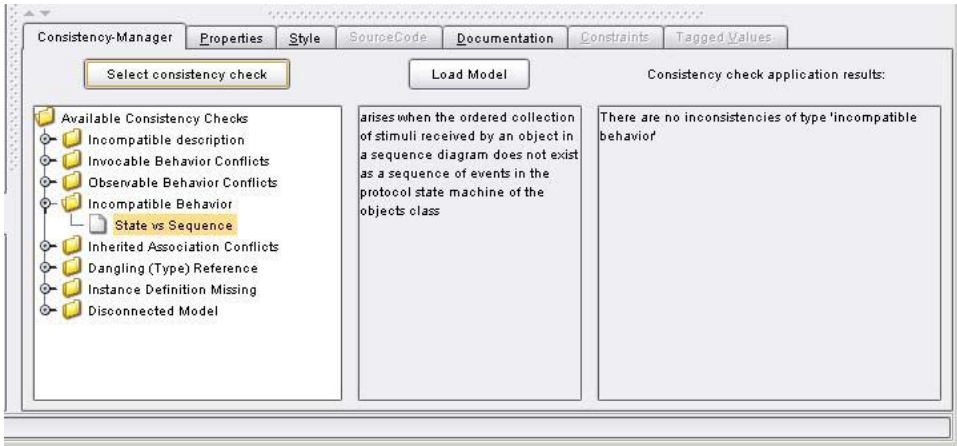 Consistency-Manager Properties Style SourceCode Documentation Constraints Tagged Values
Select consistency check
Load Model
Consistency check application results:
Available Consistency Checks
Incompatible description
Invocable Behavior Conflicts
Observable Behavior Conflicts
Incompatible Behavior
State vs Sequence
Inherited Association Conflicts
Dangling (Type) Reference
Instance Definition Missing
Disconnected Model
arises when the ordered collection
of stimuli received by an object in
a sequence diagram does not exist
as a sequence of events in the
protocol state machine of the
objects class
There are no inconsistencies of type 'incompatible
behavior'